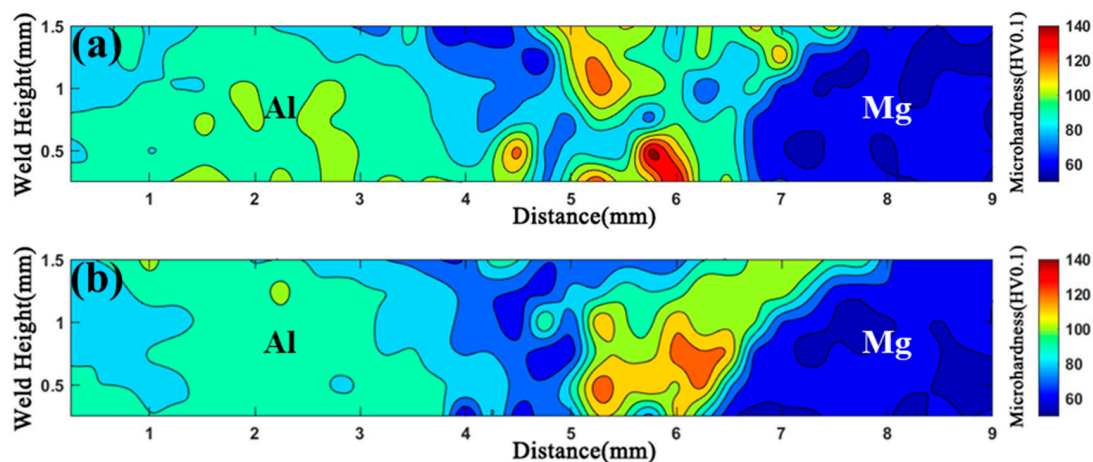 (a)
Weld Height(mm)
1.5
1
0.5
Al
Mg
1 2 3 4 5 6 7 8 9
Distance(mm)
Microhardness(HV0.1)
140
120
100
80
60
(b)
Weld Height(mm)
1.5
1
0.5
Al
Mg
1 2 3 4 5 6 7 8 9
Distance(mm)
Microhardness(HV0.1)
140
120
100
80
60